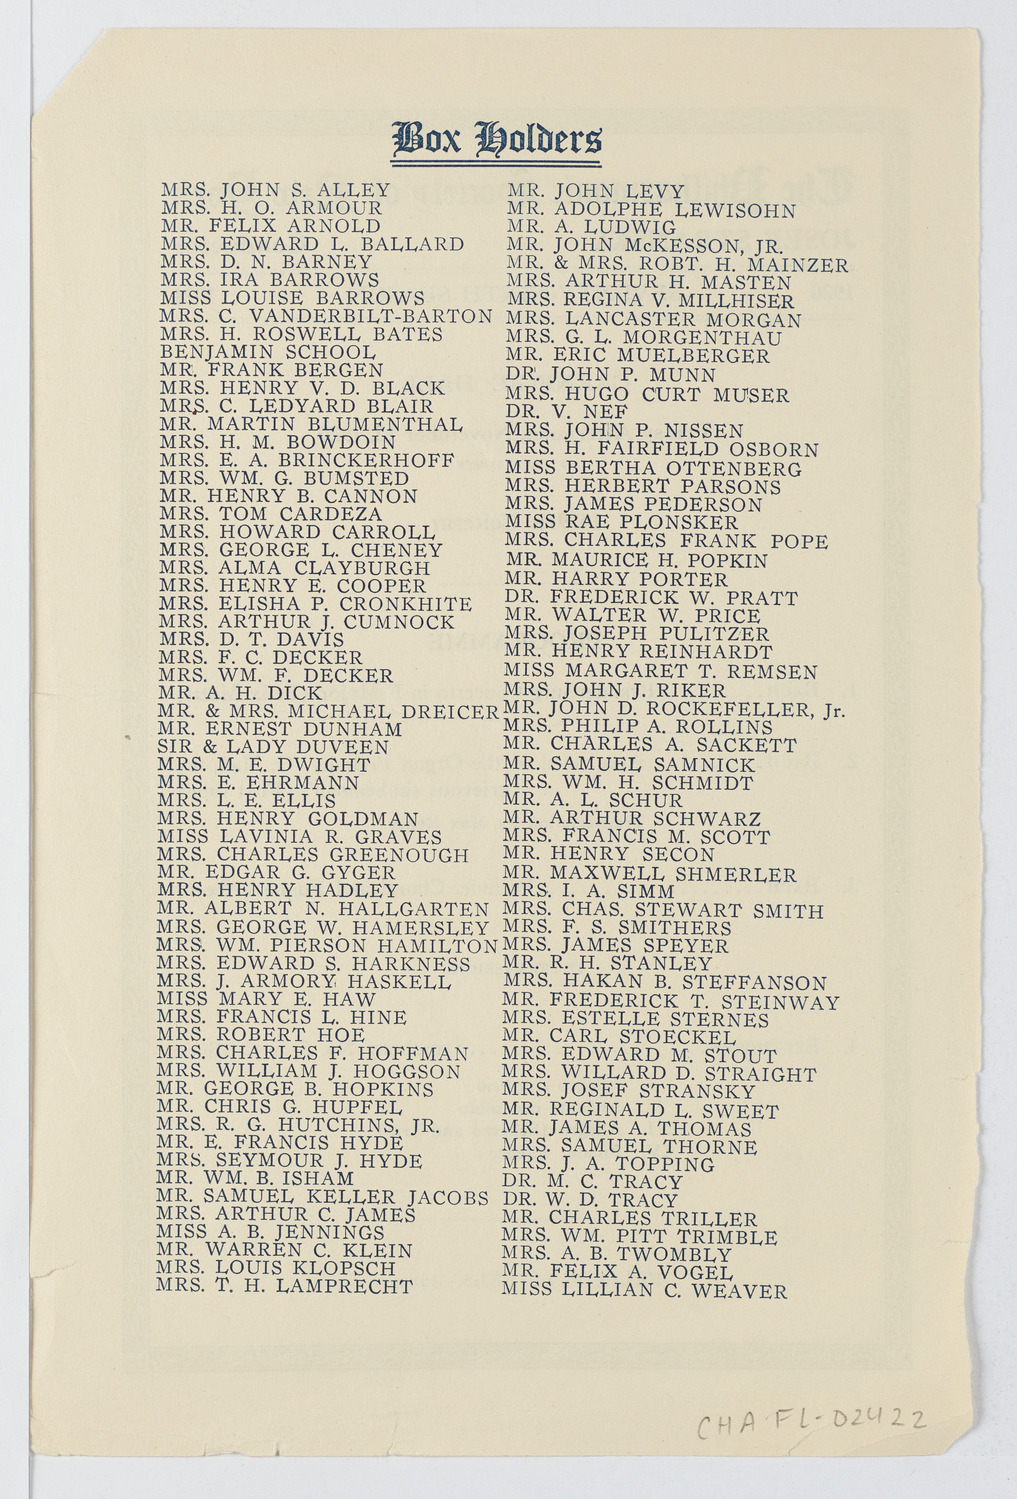 Box Holders
MRS. JOHN S. ALLEY
MRS. H. O. ARMOUR
MR. FELIX ARNOLD
MRS. EDWARD L. BALLARD
MRS. D. N. BARNEY
MRS. IRA BARROWS
MISS LOUISE BARROWS
MRS. C. VANDERBILT-BARTON
MRS. H. ROSWELL BATES
BENJAMIN SCHOOL
MR. FRANK BERGEN
MRS. HENRY V. D. BLACK
MRS. C. LEDYARD BLAIR
MR. MARTIN BLUMENTHAL
MRS. H. M. BOWDOIN
MRS. E. A. BRINCKERHOFF
MRS. WM. G. BUMSTED
MR. HENRY B. CANNON
MRS. TOM CARDEZA
MRS. HOWARD CARROLL
MRS. GEORGE L. CHENEY
MRS. ALMA CLAYBURGH
MRS. HENRY E. COOPER
MRS. ELISHA P. CRONKHITE
MRS. ARTHUR J. CUMNOCK
MRS. D. T. DAVIS
MRS. F. C. DECKER
MRS. WM. F. DECKER
MR. A. H. DICK
MR. & MRS. MICHAEL DREICER
MR. ERNEST DUNHAM
SIR & LADY DUVEEN
MRS. M. E. DWIGHT
MRS. E. EHRMANN
MRS. L. E. ELLIS
MRS. HENRY GOLDMAN
MISS LAVINIA R. GRAVES
MRS. CHARLES GREENOUGH
MR. EDGAR G. GYGER
MRS. HENRY HADLEY
MR. ALBERT N. HALLGARTEN
MRS. GEORGE W. HAMERSLEY
MRS. WM. PIERSON HAMILTON
MRS. EDWARD S. HARKNESS
MRS. J. ARMORY HASKELL
MISS MARY E. HAW
MRS. FRANCIS L. HINE
MRS. ROBERT HOE
MRS. CHARLES F. HOFFMAN
MRS. WILLIAM J. HOGGSON
MR. GEORGE B. HOPKINS
MR. CHRIS G. HUPFEL
MRS. R. G. HUTCHINS, JR.
MR. E. FRANCIS HYDE
MRS. SEYMOUR J. HYDE
MR. WM. B. ISHAM
MR. SAMUEL KELLER JACOBS
MRS. ARTHUR C. JAMES
MISS A. B. JENNINGS
MR. WARREN C. KLEIN
MRS. LOUIS KLOPSCH
MRS. T. H. LAMPRECHT
MR. JOHN LEVY
MR. ADOLPHE LEWISOHN
MR. A. LUDWIG
MR. JOHN McKESSON, JR.
MR. & MRS. ROBT. H. MAINZER
MRS. ARTHUR H. MASTEN
MRS. REGINA V. MILLHISER
MRS. LANCASTER MORGAN
MRS. G. L. MORGENTHAU
MR. ERIC MUELBERGER
DR. JOHN P. MUNN
MRS. HUGO CURT MUSER
DR. V. NEF
MRS. JOHN P. NISSEN
MRS. H. FAIRFIELD OSBORN
MISS BERTHA OTTENBERG
MRS. HERBERT PARSONS
MRS. JAMES PEDERSON
MISS RAE PLONSKER
MRS. CHARLES FRANK POPE
MR. MAURICE H. POPKIN
MR. HARRY PORTER
DR. FREDERICK W. PRATT
MR. WALTER W. PRICE
MRS. JOSEPH PULITZER
MR. HENRY REINHARDT
MISS MARGARET T. REMSEN
MRS. JOHN J. RIKER
MR. JOHN D. ROCKEFELLER, Jr.
MRS. PHILIP A. ROLLINS
MR. CHARLES A. SACKETT
MR. SAMUEL SAMNICK
MRS. WM. H. SCHMIDT
MR. A. L. SCHUR
MR. ARTHUR SCHWARZ
MRS. FRANCIS M. SCOTT
MR. HENRY SECON
MR. MAXWELL SHMERLER
MRS. I. A. SIMM
MRS. CHAS. STEWART SMITH
MRS. F. S. SMITHERS
MRS. JAMES SPEYER
MR. R. H. STANLEY
MRS. HAKAN B. STEFFANSON
MR. FREDERICK T. STEINWAY
MRS. ESTELLE STERNES
MR. CARL STOECKEL
MRS. EDWARD M. STOUT
MRS. WILLARD D. STRAIGHT
MRS. JOSEF STRANSKY
MR. REGINALD L. SWEET
MR. JAMES A. THOMAS
MRS. SAMUEL THORNE
MRS. J. A. TOPPING
DR. M. C. TRACY
DR. W. D. TRACY
MR. CHARLES TRILLER
MRS. WM. PITT TRIMBLE
MRS. A. B. TWOMBLY
MR. FELIX A. VOGEL
MISS LILLIAN C. WEAVER
CHA FL-D2422